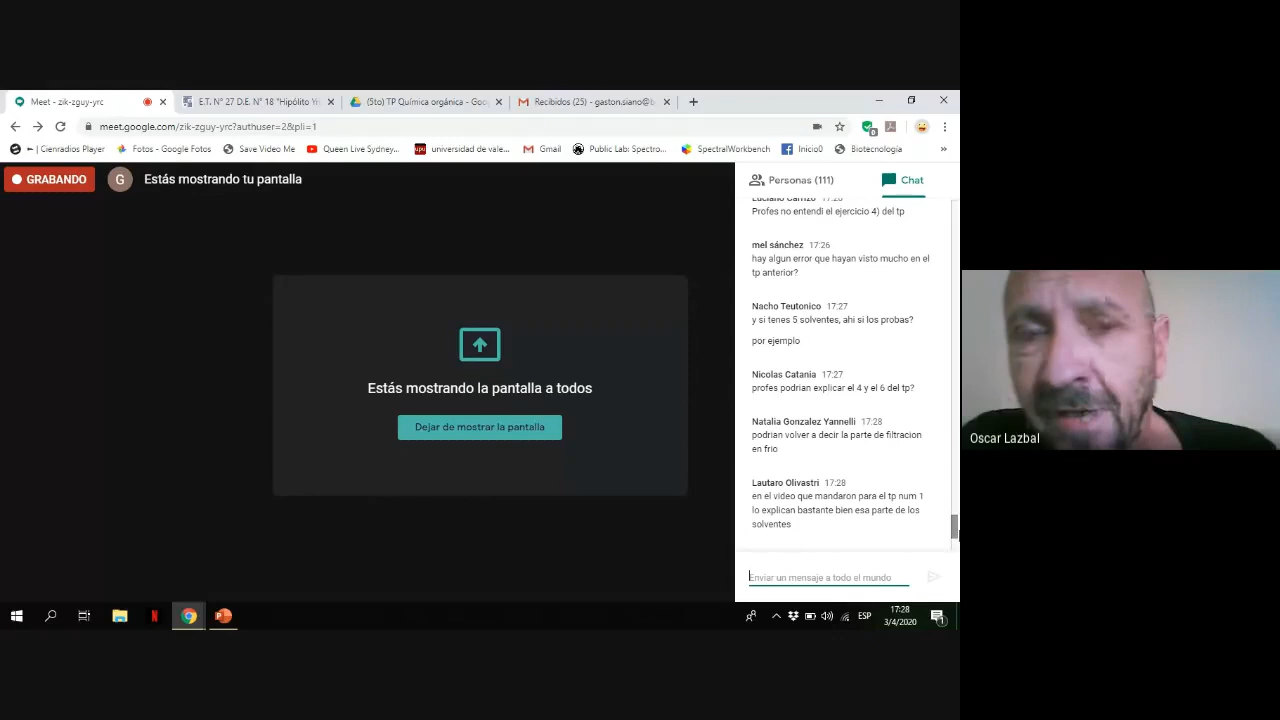 Meet - zik-zguy-yrc
E.T. N° 27 D.E. N° 18 "Hipólito Yri
(5to) TP Química orgánica - Goog
Recibidos (25) - gaston.siano@b
meet.google.com/zik-zguy-yrc?authuser=2&pli=1
Cienradios Player
Fotos - Google Fotos
Save Video Me
Queen Live Sydney...
universidad de vale...
Gmail
Public Lab: Spectro...
SpectralWorkbench
Inicio0
Biotecnología
»
GRABANDO
G
Estás mostrando tu pantalla
Personas (111)
Chat
Luciano Carrizo
Profes no entendi el ejercicio 4) del tp
mel sánchez 17:26
hay algun error que hayan visto mucho en el
tp anterior?
Nacho Teutonico 17:27
y si tenes 5 solventes, ahi si los probas?
por ejemplo
Nicolas Catania 17:27
profes podrian explicar el 4 y el 6 del tp?
Natalia Gonzalez Yannelli 17:28
podrian volver a decir la parte de filtracion
en frio
Lautaro Olivastri 17:28
en el video que mandaron para el tp num 1
lo explican bastante bien esa parte de los
solventes
Estás mostrando la pantalla a todos
Dejar de mostrar la pantalla
Enviar un mensaje a todo el mundo
Oscar Lazbal
ESP
17:28
3/4/2020